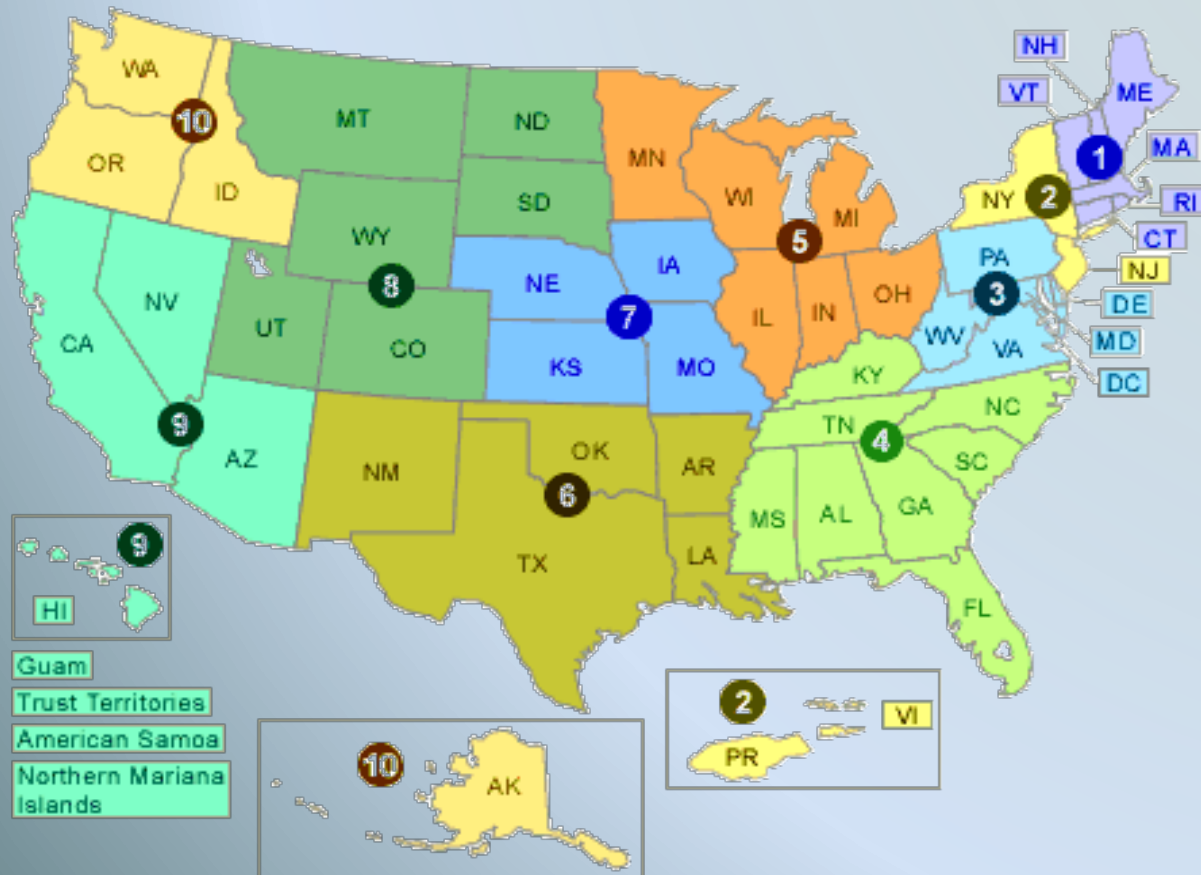 NH
WA
VT
ME
MT
ND
10
MN
OR
MA
1
ID
NY
2
RI
SD
WI
MI
WY
5
CT
PA
IA
NJ
NE
8
3
OH
NV
DE
7
IL
IN
UT
CA
WV
MD
CO
VA
KS
MO
KY
DC
NC
9
TN
4
AZ
OK
SC
NM
AR
6
GA
MS
AL
9
LA
TX
HI
FL
Guam
Trust Territories
2
VI
American Samoa
PR
10
Northern Mariana
Islands
AK